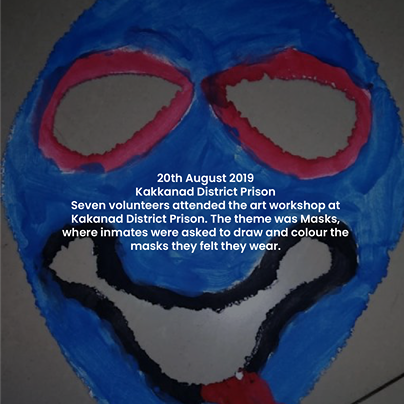 20th August 2019
Kakkanad District Prison
Seven volunteers attended the art workshop at
Kakanad District Prison. The theme was Masks,
where inmates were asked to draw and colour the
masks they felt they wear.